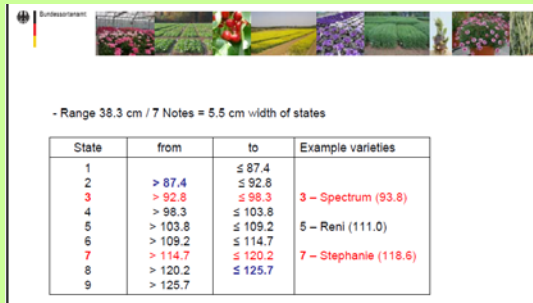 Bundessortenamt
- Range 38.3 cm / 7 Notes = 5.5 cm width of states
State from to Example varieties
1 ≤ 87.4
2 > 87.4 ≤ 92.8
3 > 92.8 ≤ 98.3 3 – Spectrum (93.8)
4 > 98.3 ≤ 103.8
5 > 103.8 ≤ 109.2 5 – Reni (111.0)
6 > 109.2 ≤ 114.7
7 > 114.7 ≤ 120.2 7 – Stephanie (118.6)
8 > 120.2 ≤ 125.7
9 > 125.7